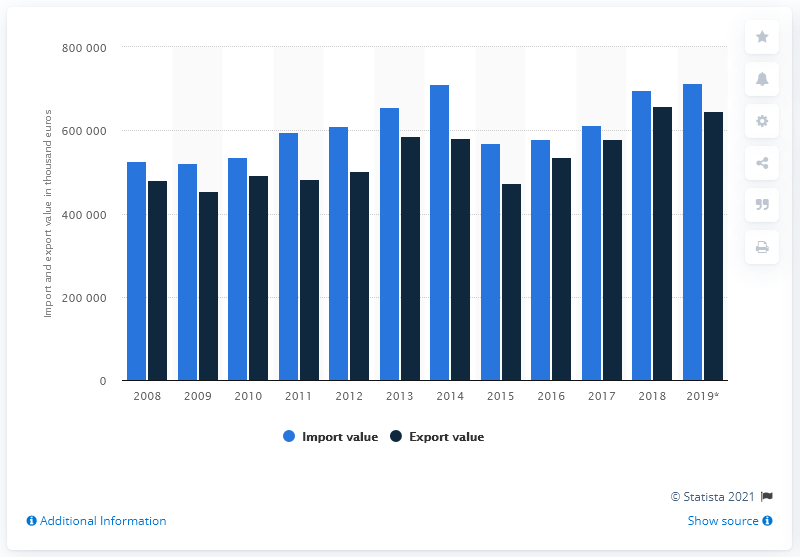 800 000
600 000
400 000
200 000
0
Import and export value in thousand euros
2008 2009 2010 2011 2012 2013 2014 2015 2016 2017 2018 2019*
Import value Export value
© Statista 2021
Additional Information Show source